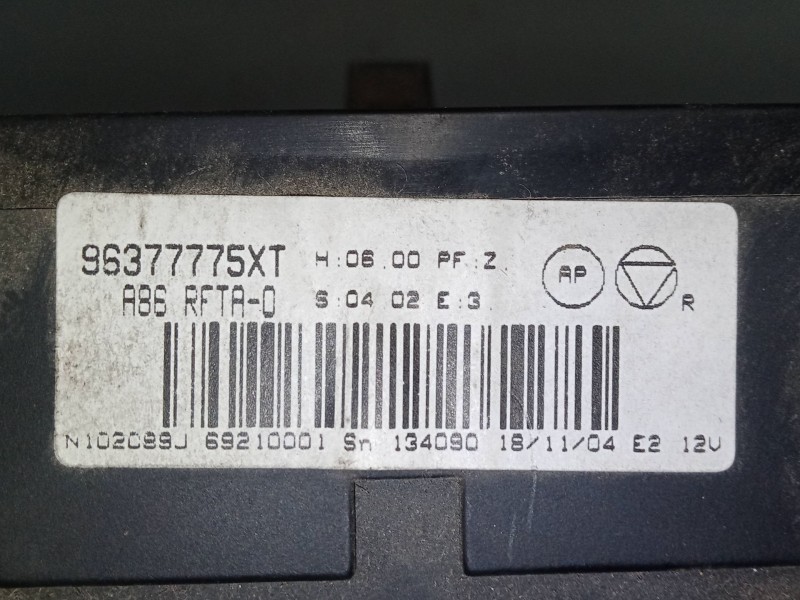 96377775XT H:06.00 PF:Z.
A86 RFTA-0 S:04 02 E:3.
AP
R
N102089J 69210001 Sn 134090 18/11/04 E2 12V